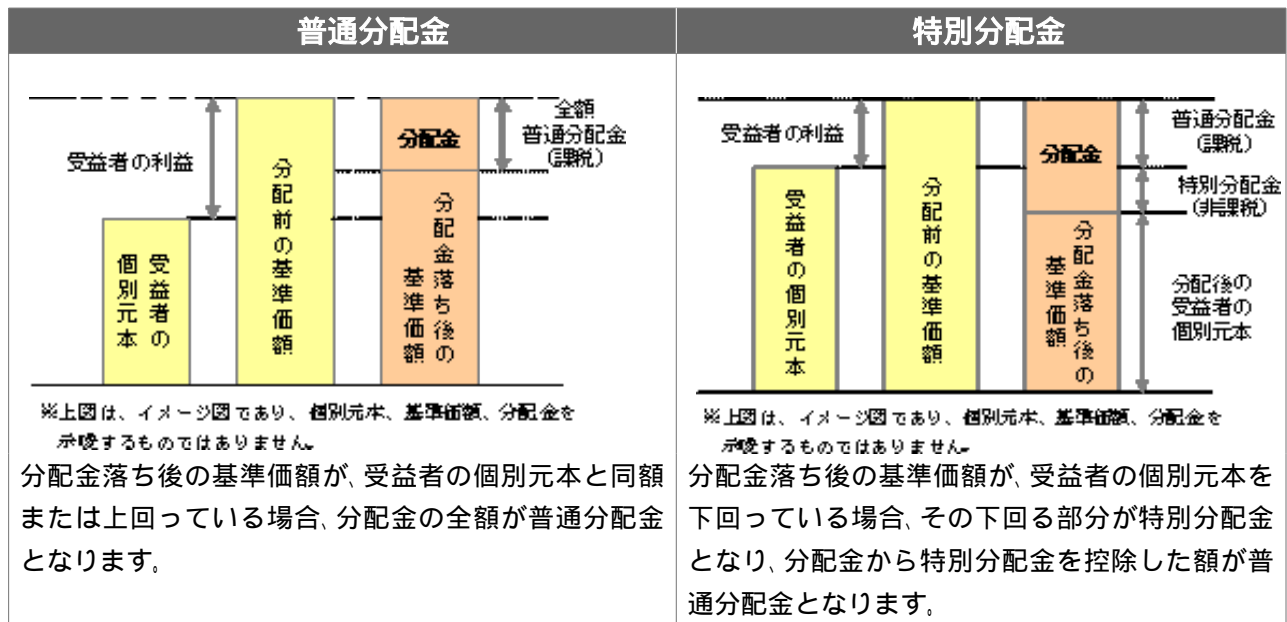 普通分配金
受益者の利益
受益者の
個別元本
分配前の基準価額
分配金
分配金落ち後の
基準価額
全額
普通分配金
(課税)
※上図は、イメージ図であり、個別元本、基準価額、分配金を
示唆するものではありません。
分配金落ち後の基準価額が、受益者の個別元本と同額
または上回っている場合、分配金の全額が普通分配金
となります。
特別分配金
受益者の利益
受益者の個別元本
分配前の基準価額
分配金
分配金落ち後の
基準価額
普通分配金
(課税)
特別分配金
(非課税)
分配後の
受益者の
個別元本
※上図は、イメージ図であり、個別元本、基準価額、分配金を
示唆するものではありません。
分配金落ち後の基準価額が、受益者の個別元本を
下回っている場合、その下回る部分が特別分配金
となり、分配金から特別分配金を控除した額が普
通分配金となります。